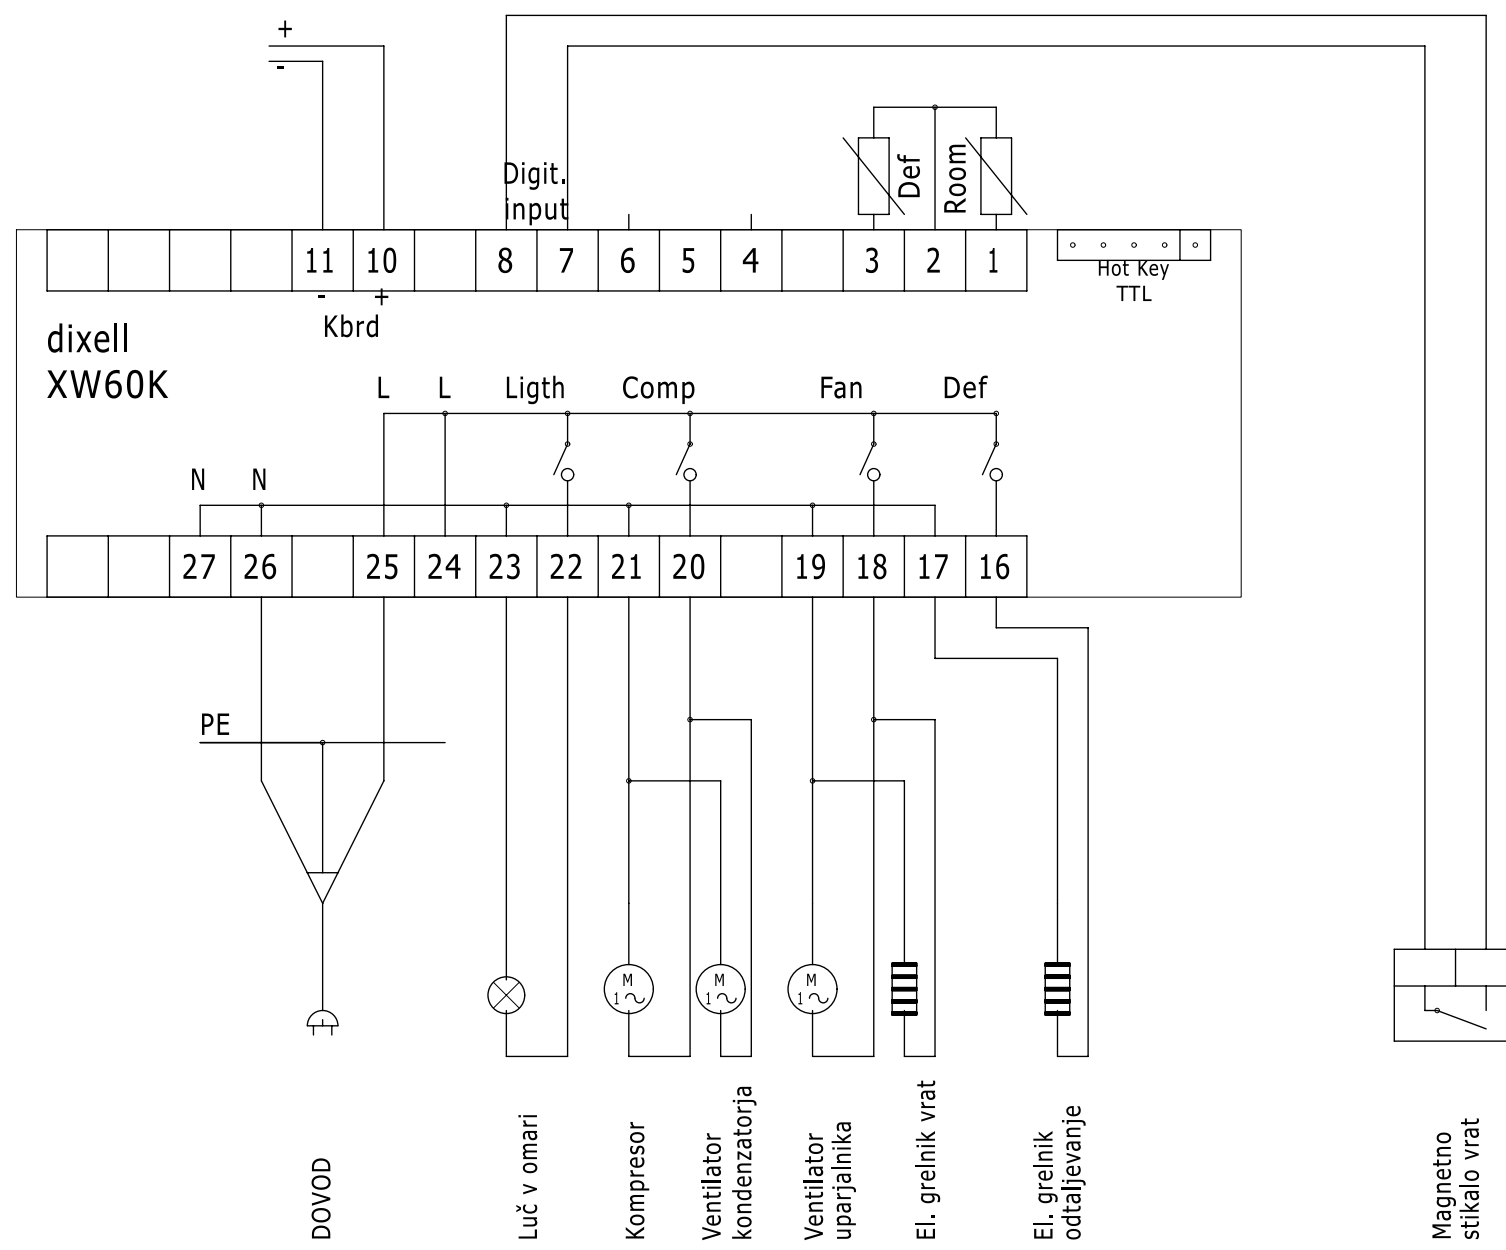 +
-
Digit.
input
Def
Room
11 10 8 7 6 5 4 3 2 1
- +
Kbrd
Hot Key
TTL
dixell
XW60K
L L Ligth Comp Fan Def
N N
27 26 25 24 23 22 21 20 19 18 17 16
PE
M
1
M
1
M
1
DOVOD
Luč v omari
Kompresor
Ventilator
kondenzatorja
Ventilator
uparjalnika
El. grelnik vrat
El. grelnik
odtaljevanje
Magnetno
stikalo vrat